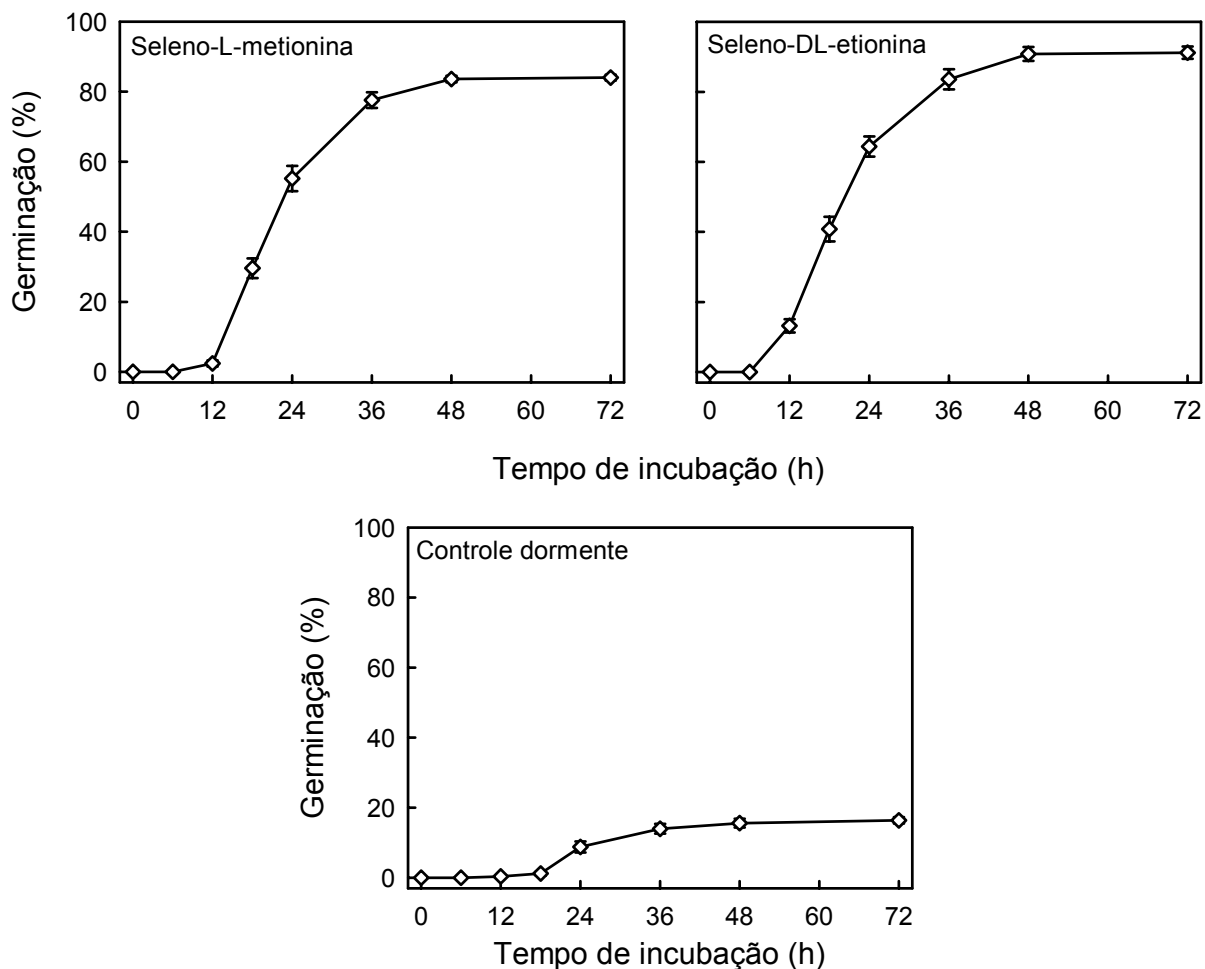 Seleno-L-metionina
Seleno-DL-etionina
Germinação (%)
100
80
60
40
20
0
0 12 24 36 48 60 72
0 12 24 36 48 60 72
Tempo de incubação (h)
Controle dormente
Germinação (%)
100
80
60
40
20
0
0 12 24 36 48 60 72
Tempo de incubação (h)